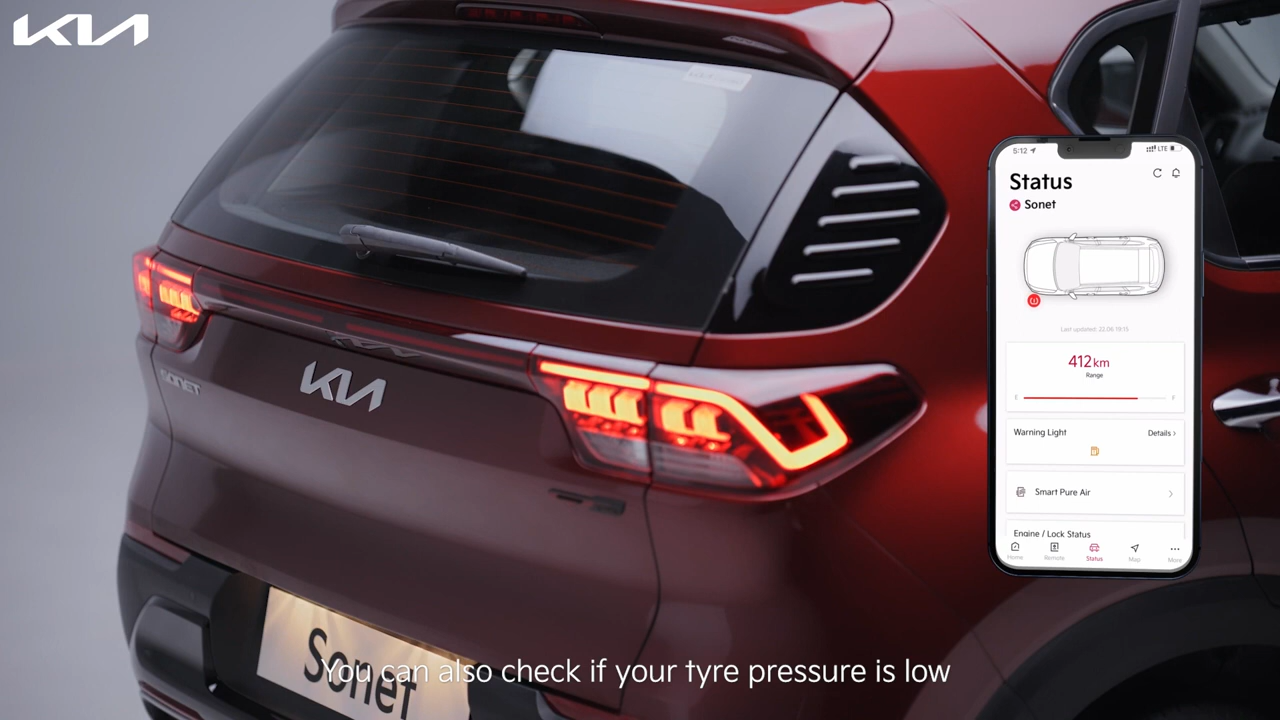 KIA
5:12
LTE
Status
Sonet
Last updated: 22.06 19:15
412km
Range
E
F
Warning Light
Details >
Smart Pure Air
Engine / Lock Status
Home
Remote
Status
Map
More
SONET
KIA
Sonet
You can also check if your tyre pressure is low